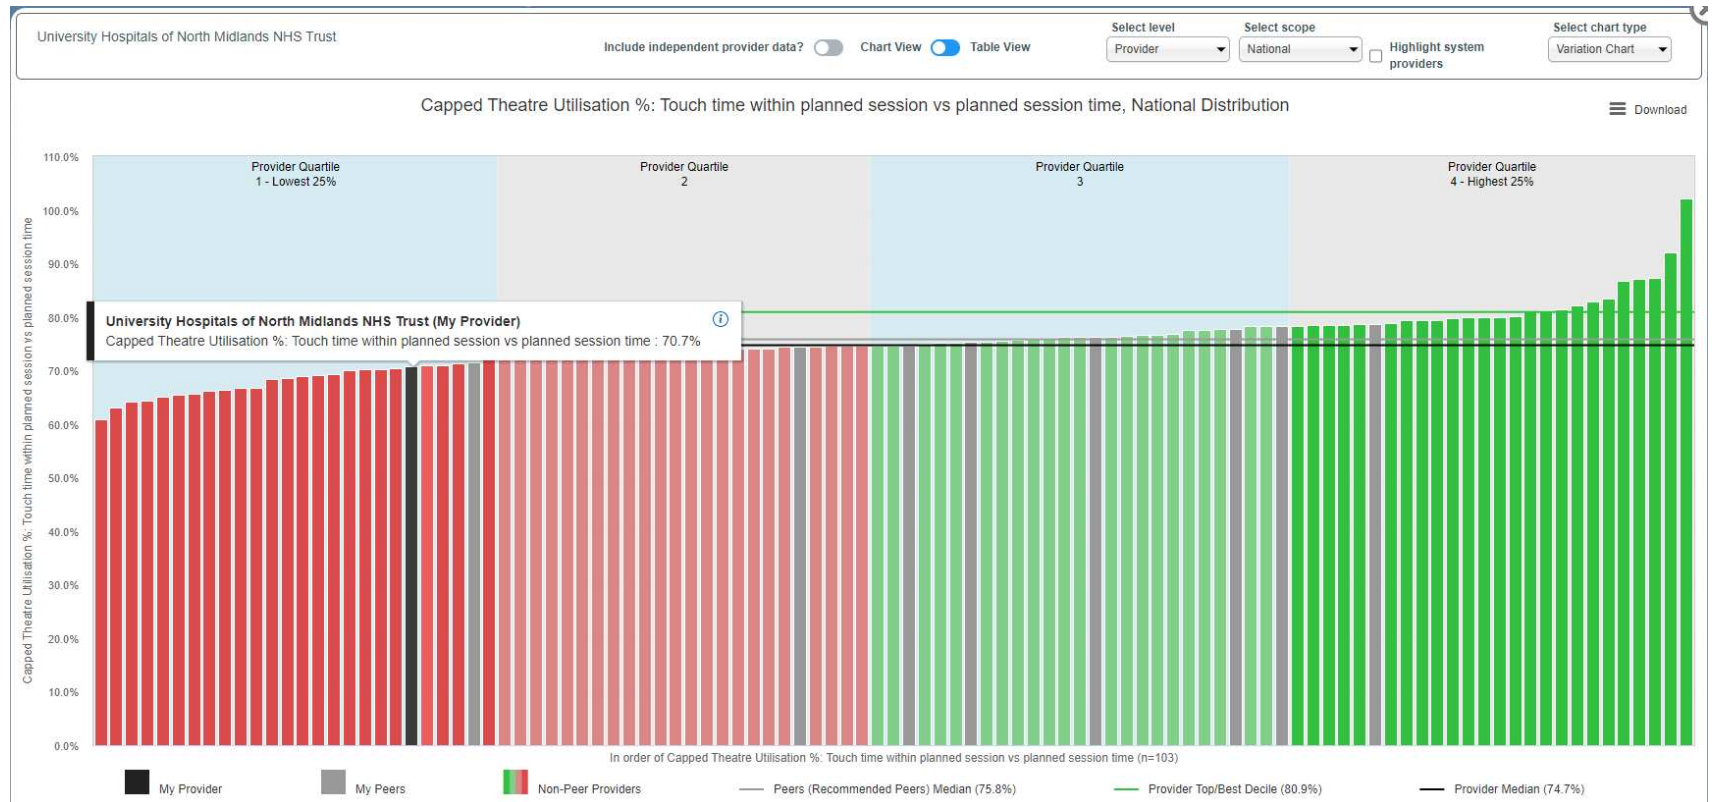 University Hospitals of North Midlands NHS Trust
Include independent provider data?
Chart View
Table View
Select level
Provider
Select scope
National
Highlight system
providers
Select chart type
Variation Chart
Capped Theatre Utilisation %: Touch time within planned session vs planned session time, National Distribution
Download
Capped Theatre Utilisation %: Touch time within planned session vs planned session time
110.0%
100.0%
90.0%
80.0%
70.0%
60.0%
50.0%
40.0%
30.0%
20.0%
10.0%
0.0%
Provider Quartile
1 - Lowest 25%
Provider Quartile
2
Provider Quartile
3
Provider Quartile
4 - Highest 25%
University Hospitals of North Midlands NHS Trust (My Provider)
Capped Theatre Utilisation %: Touch time within planned session vs planned session time : 70.7%
In order of Capped Theatre Utilisation %: Touch time within planned session vs planned session time (n=103)
My Provider
My Peers
Non-Peer Providers
Peers (Recommended Peers) Median (75.8%)
Provider Top/Best Decile (80.9%)
Provider Median (74.7%)